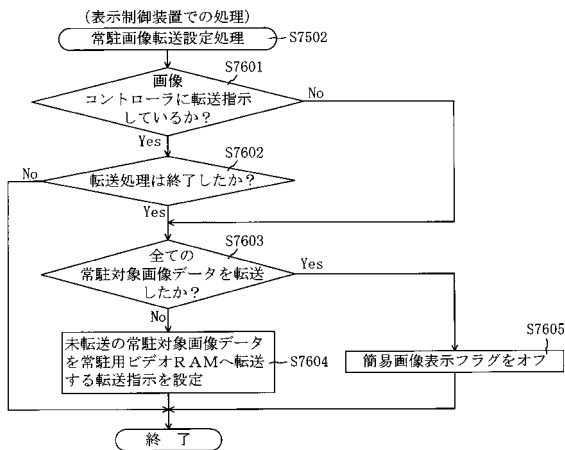 (表示制御装置での処理)
常駐画像転送設定処理
S7502
S7601
画像
コントローラに転送指示
しているか?
No
Yes
S7602
No
転送処理は終了したか?
Yes
S7603
全ての
常駐対象画像データを転送
したか?
Yes
No
S7605
未転送の常駐対象画像データ
を常駐用ビデオRAMへ転送
する転送指示を設定
S7604
簡易画像表示フラグをオフ
終 了